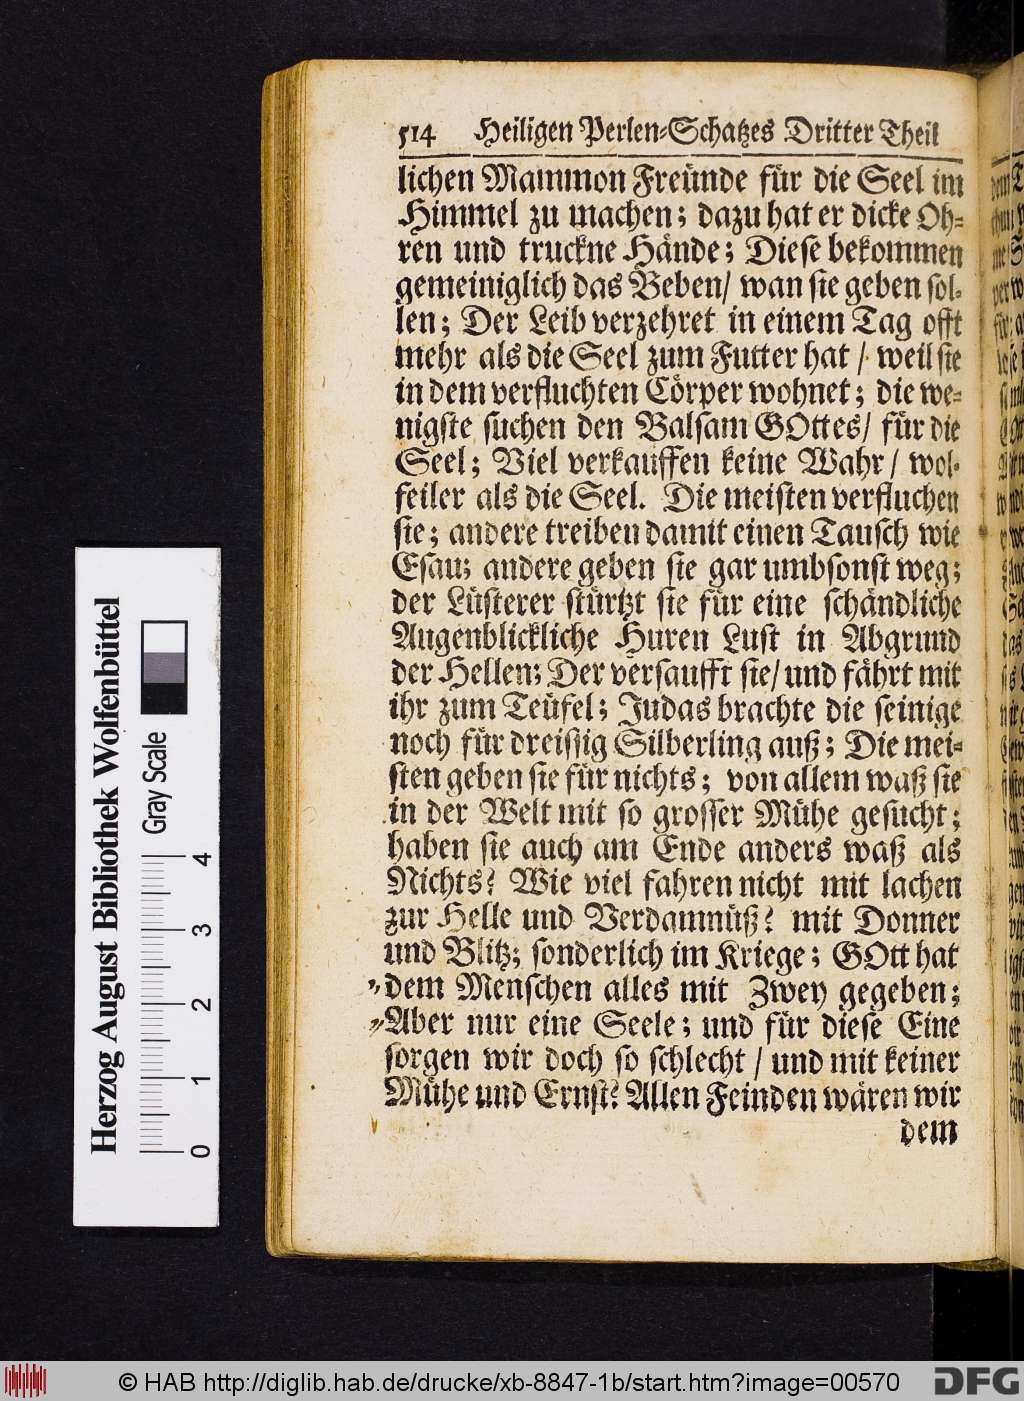 514 Heiligen Perlen-Schatzes Dritter Theil
lichen Mammon Freünde für die Seel im
Himmel zu machen; dazu hat er dicke Oh-
ren und truckne Hände; Diese bekommen
gemeiniglich das Beben/ wan sie geben sol-
len; Der Leib verzehret in einem Tag offt
mehr als die Seel zum Futter hat / weil sie
in dem verfluchten Cörper wohnet; die we-
nigste suchen den Balsam GOttes/ für die
Seel; Viel verkauffen keine Wahr / wol-
feiler als die Seel. Die meisten verfluchen
sie; andere treiben damit einen Tausch wie
Esau; andere geben sie gar umbsonst weg;
der Lüsterer stürtzt sie für eine schändliche
Augenblickliche Huren Lust in Abgrund
der Hellen; Der versaufft sie/ und fährt mit
ihr zum Teüfel; Judas brachte die seinige
noch für dreissig Silberling auß; Die mei-
sten geben sie für nichts; von allem waß sie
in der Welt mit so grosser Mühe gesucht;
haben sie auch am Ende anders waß als
Nichts? Wie viel fahren nicht mit lachen
zur Helle und Verdamnüß? mit Donner
und Blitz; sonderlich im Kriege; GOtt hat
„dem Menschen alles mit Zwey gegeben;
„Aber nur eine Seele; und für diese Eine
sorgen wir doch so schlecht / und mit keiner
Mühe und Ernst? Allen Feinden wären wir
dem
Herzog August Bibliothek Wolfenbüttel
Gray Scale
0 1 2 3 4
© HAB http://diglib.hab.de/drucke/xb-8847-1b/start.htm?image=00570
DFG